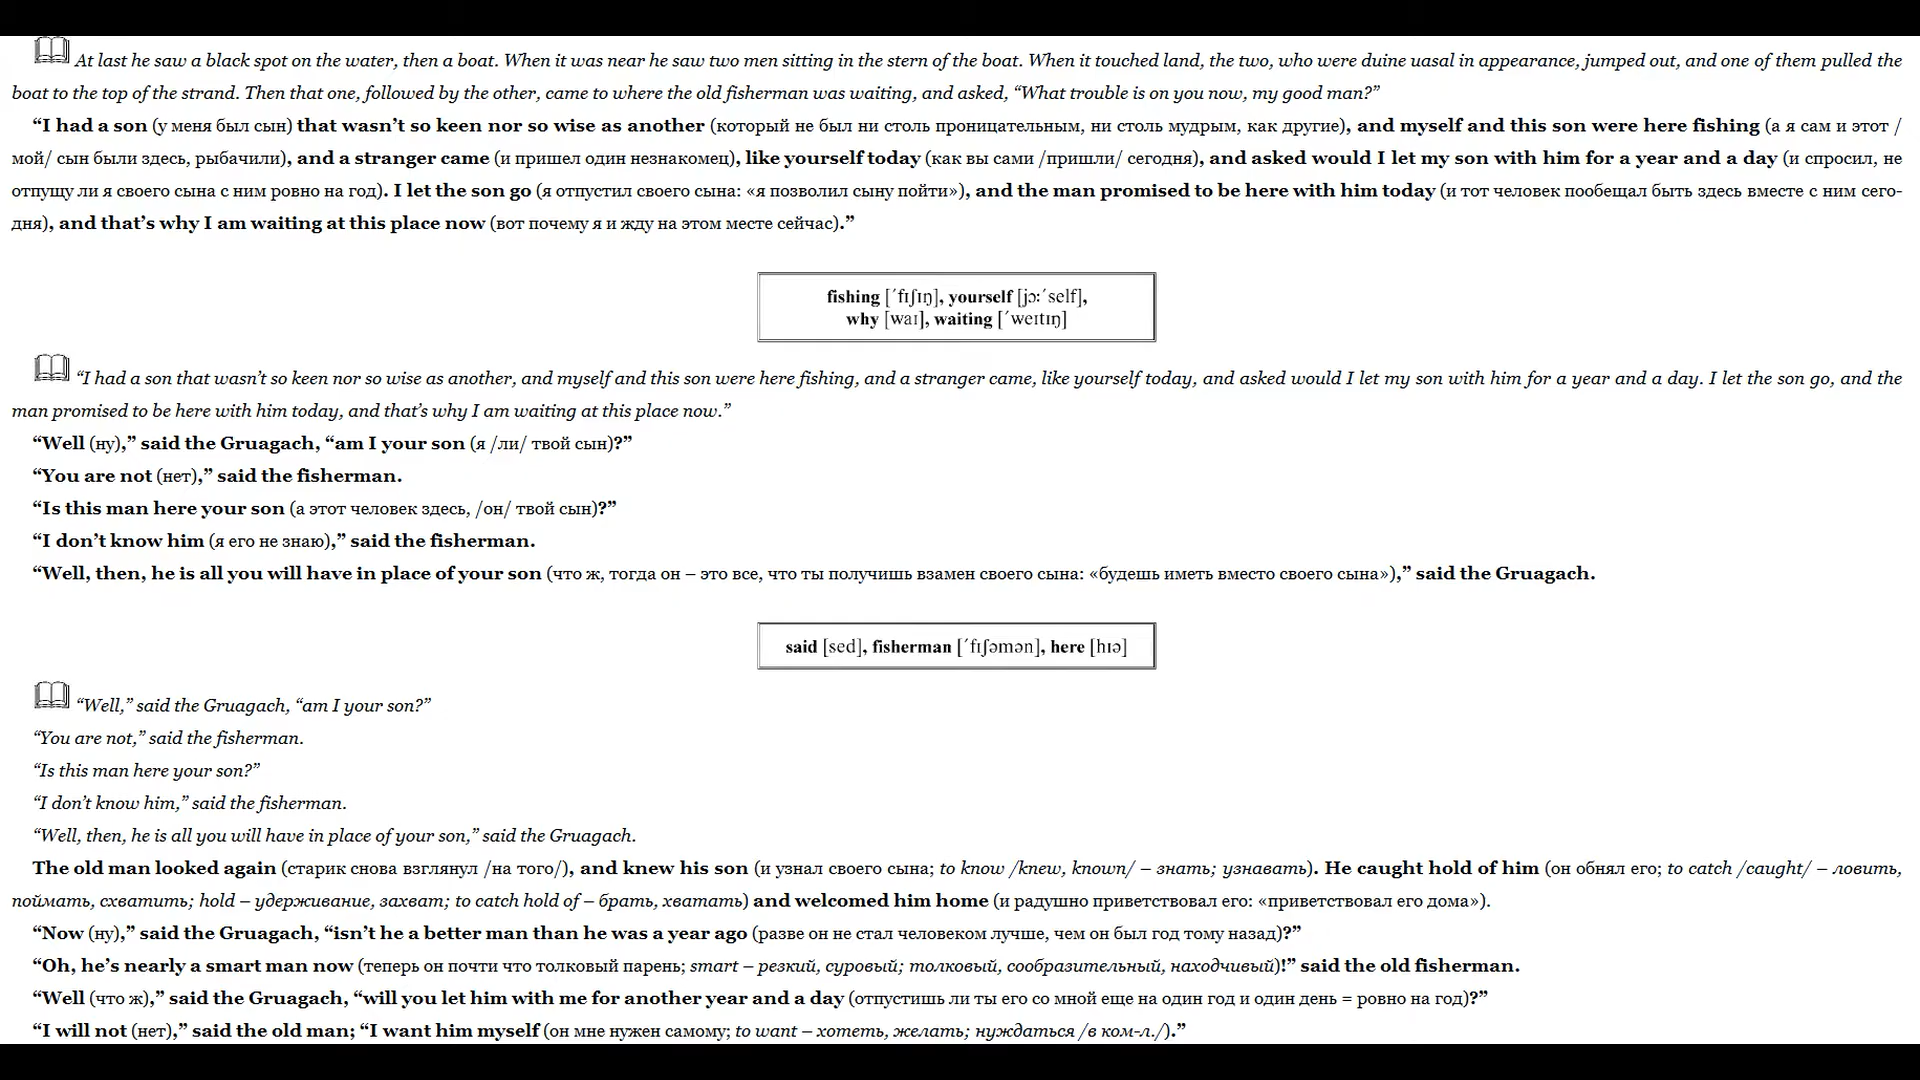 At last he saw a black spot on the water, then a boat. When it was near he saw two men sitting in the stern of the boat. When it touched land, the two, who were duine uasal in appearance, jumped out, and one of them pulled the
boat to the top of the strand. Then that one, followed by the other, came to where the old fisherman was waiting, and asked, “What trouble is on you now, my good man?”
“I had a son (у меня был сын) that wasn’t so keen nor so wise as another (который не был ни столь проницательным, ни столь мудрым, как другие), and myself and this son were here fishing (а я сам и этот /
мой/ сын были здесь, рыбачили), and a stranger came (и пришел один незнакомец), like yourself today (как вы сами /пришли/ сегодня), and asked would I let my son with him for a year and a day (и спросил, не
отпущу ли я своего сына с ним ровно на год). I let the son go (я отпустил своего сына: «я позволил сыну пойти»), and the man promised to be here with him today (и тот человек пообещал быть здесь вместе с ним сего-
дня), and that’s why I am waiting at this place now (вот почему я и жду на этом месте сейчас).”
fishing [ˊfıʃıŋ], yourself [jɔ:ˊself],
why [waı], waiting [ˊweıtıŋ]
“I had a son that wasn’t so keen nor so wise as another, and myself and this son were here fishing, and a stranger came, like yourself today, and asked would I let my son with him for a year and a day. I let the son go, and the
man promised to be here with him today, and that’s why I am waiting at this place now.”
“Well (ну),” said the Gruagach, “am I your son (я /ли/ твой сын)?”
“You are not (нет),” said the fisherman.
“Is this man here your son (а этот человек здесь, /он/ твой сын)?”
“I don’t know him (я его не знаю),” said the fisherman.
“Well, then, he is all you will have in place of your son (что ж, тогда он – это все, что ты получишь взамен своего сына: «будешь иметь вместо своего сына»),” said the Gruagach.
said [sed], fisherman [ˊfıʃəmən], here [hıə]
“Well,” said the Gruagach, “am I your son?”
“You are not,” said the fisherman.
“Is this man here your son?”
“I don’t know him,” said the fisherman.
“Well, then, he is all you will have in place of your son,” said the Gruagach.
The old man looked again (старик снова взглянул /на того/), and knew his son (и узнал своего сына; to know /knew, known/ – знать; узнавать). He caught hold of him (он обнял его; to catch /caught/ – ловить,
поймать, схватить; hold – удерживание, захват; to catch hold of – брать, хватать) and welcomed him home (и радушно приветствовал его: «приветствовал его дома»).
“Now (ну),” said the Gruagach, “isn’t he a better man than he was a year ago (разве он не стал человеком лучше, чем он был год тому назад)?”
“Oh, he’s nearly a smart man now (теперь он почти что толковый парень; smart – резкий, суровый; толковый, сообразительный, находчивый)!” said the old fisherman.
“Well (что ж),” said the Gruagach, “will you let him with me for another year and a day (отпустишь ли ты его со мной еще на один год и один день = ровно на год)?”
“I will not (нет),” said the old man; “I want him myself (он мне нужен самому; to want – хотеть, желать; нуждаться /в ком-л./).”